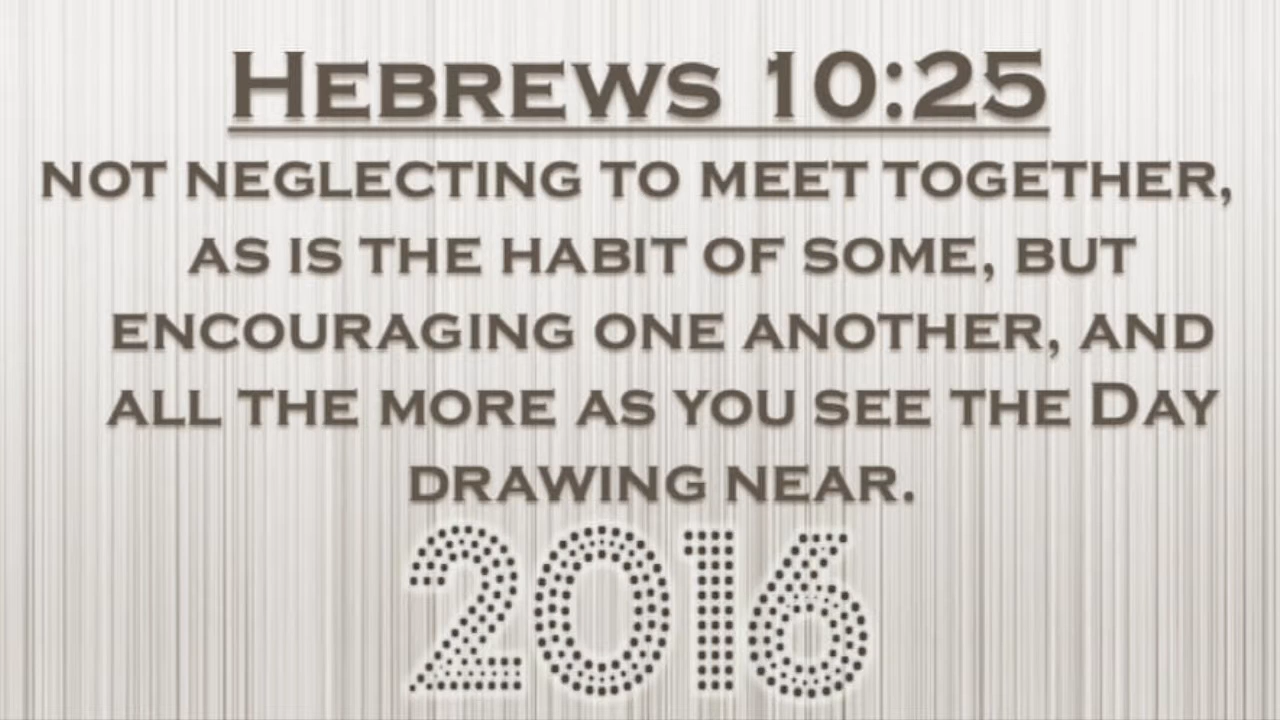 Hebrews 10:25
not neglecting to meet together,
as is the habit of some, but
encouraging one another, and
all the more as you see the Day
drawing near.
2016